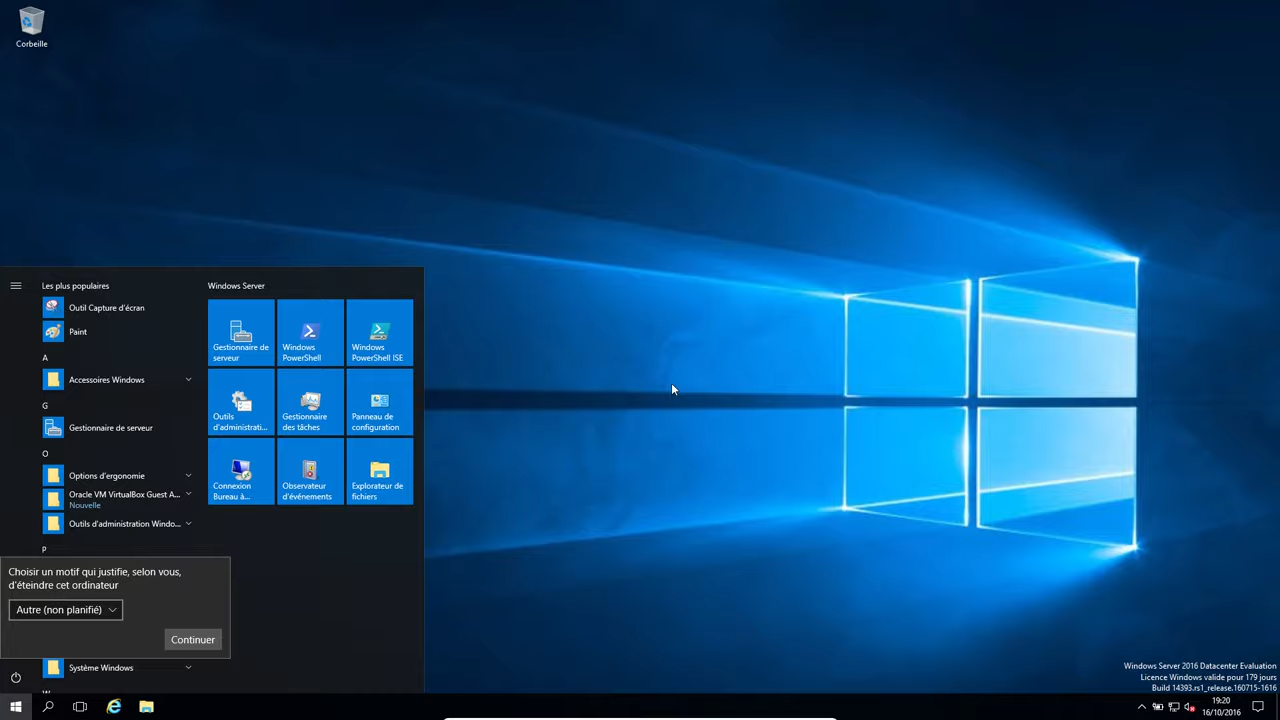 Corbeille
Les plus populaires
Outil Capture d'écran
Paint
A
Accessoires Windows
G
Gestionnaire de serveur
O
Options d'ergonomie
Oracle VM VirtualBox Guest A...
Nouvelle
Outils d'administration Windo...
P
Choisir un motif qui justifie, selon vous,
d'éteindre cet ordinateur
Autre (non planifié)
Continuer
Système Windows
Windows Server
Gestionnaire de
serveur
Windows
PowerShell
Windows
PowerShell ISE
Outils
d'administrati...
Gestionnaire
des tâches
Panneau de
configuration
Connexion
Bureau à...
Observateur
d'événements
Explorateur de
fichiers
Windows Server 2016 Datacenter Evaluation
Licence Windows valide pour 179 jours
Build 14393.rs1_release.160715-1616
19:20
16/10/2016